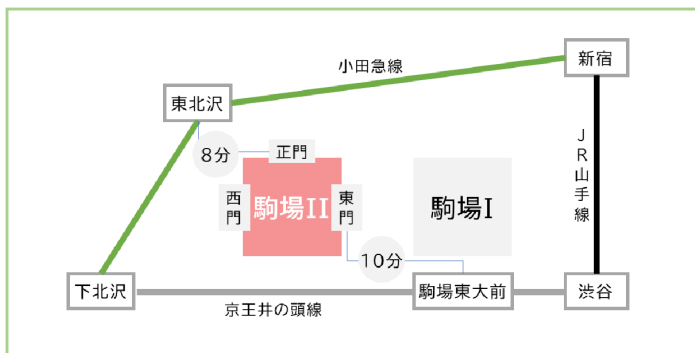 新宿
小田急線
東北沢
JR山手線
8分
正門
西門
駒場II
東門
駒場I
10分
下北沢
京王井の頭線
駒場東大前
渋谷